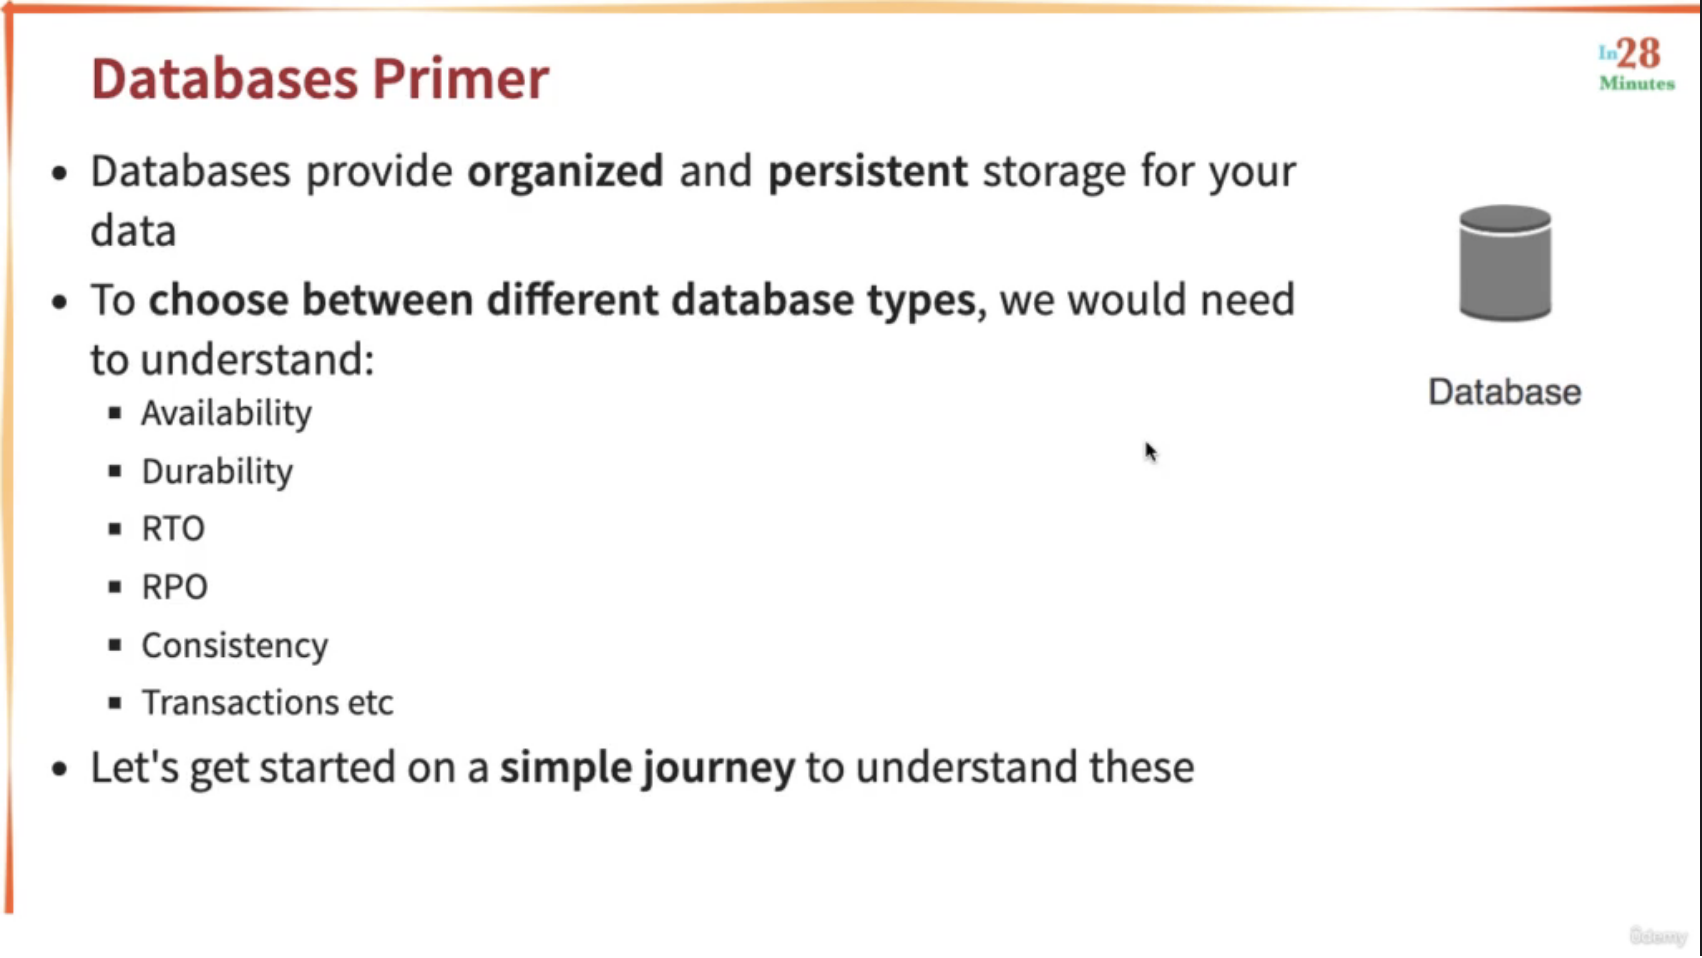 Databases Primer
In28
Minutes
• Databases provide organized and persistent storage for your
data
• To choose between different database types, we would need
to understand:
▪ Availability
▪ Durability
▪ RTO
▪ RPO
▪ Consistency
▪ Transactions etc
• Let's get started on a simple journey to understand these
Database
ûdemy